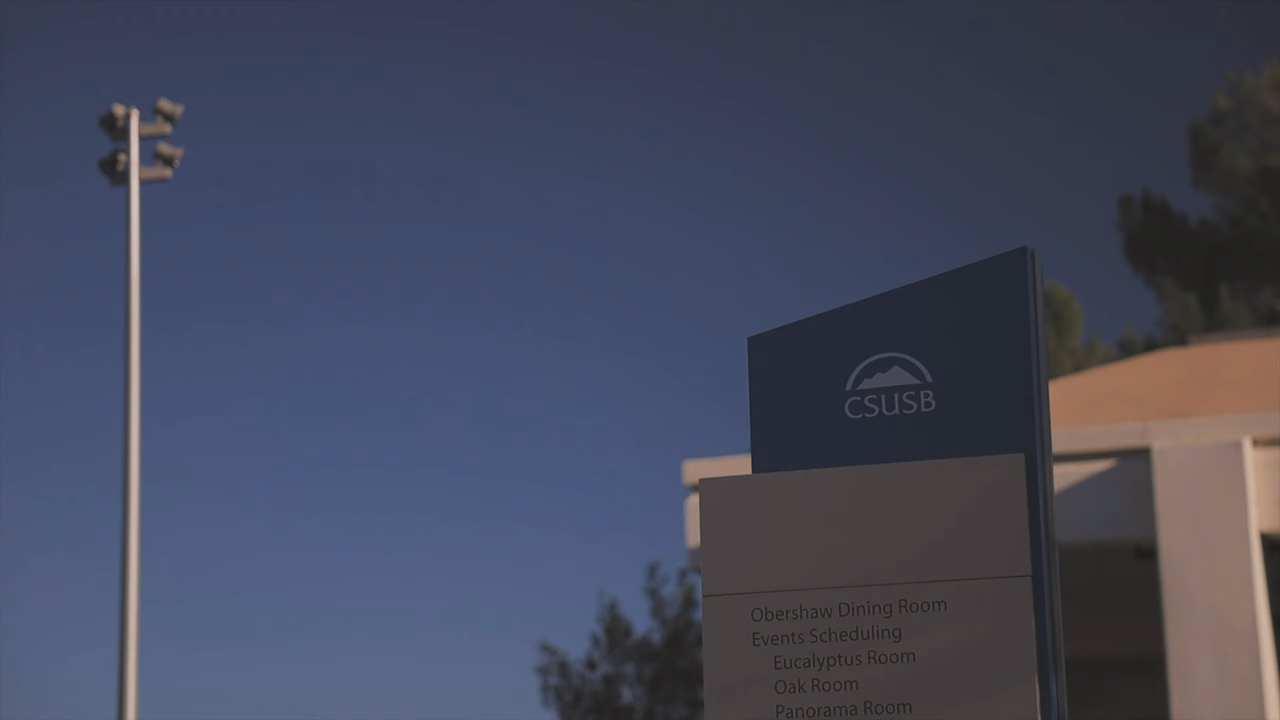 CSUSB
Obershaw Dining Room
Events Scheduling
Eucalyptus Room
Oak Room
Panorama Room